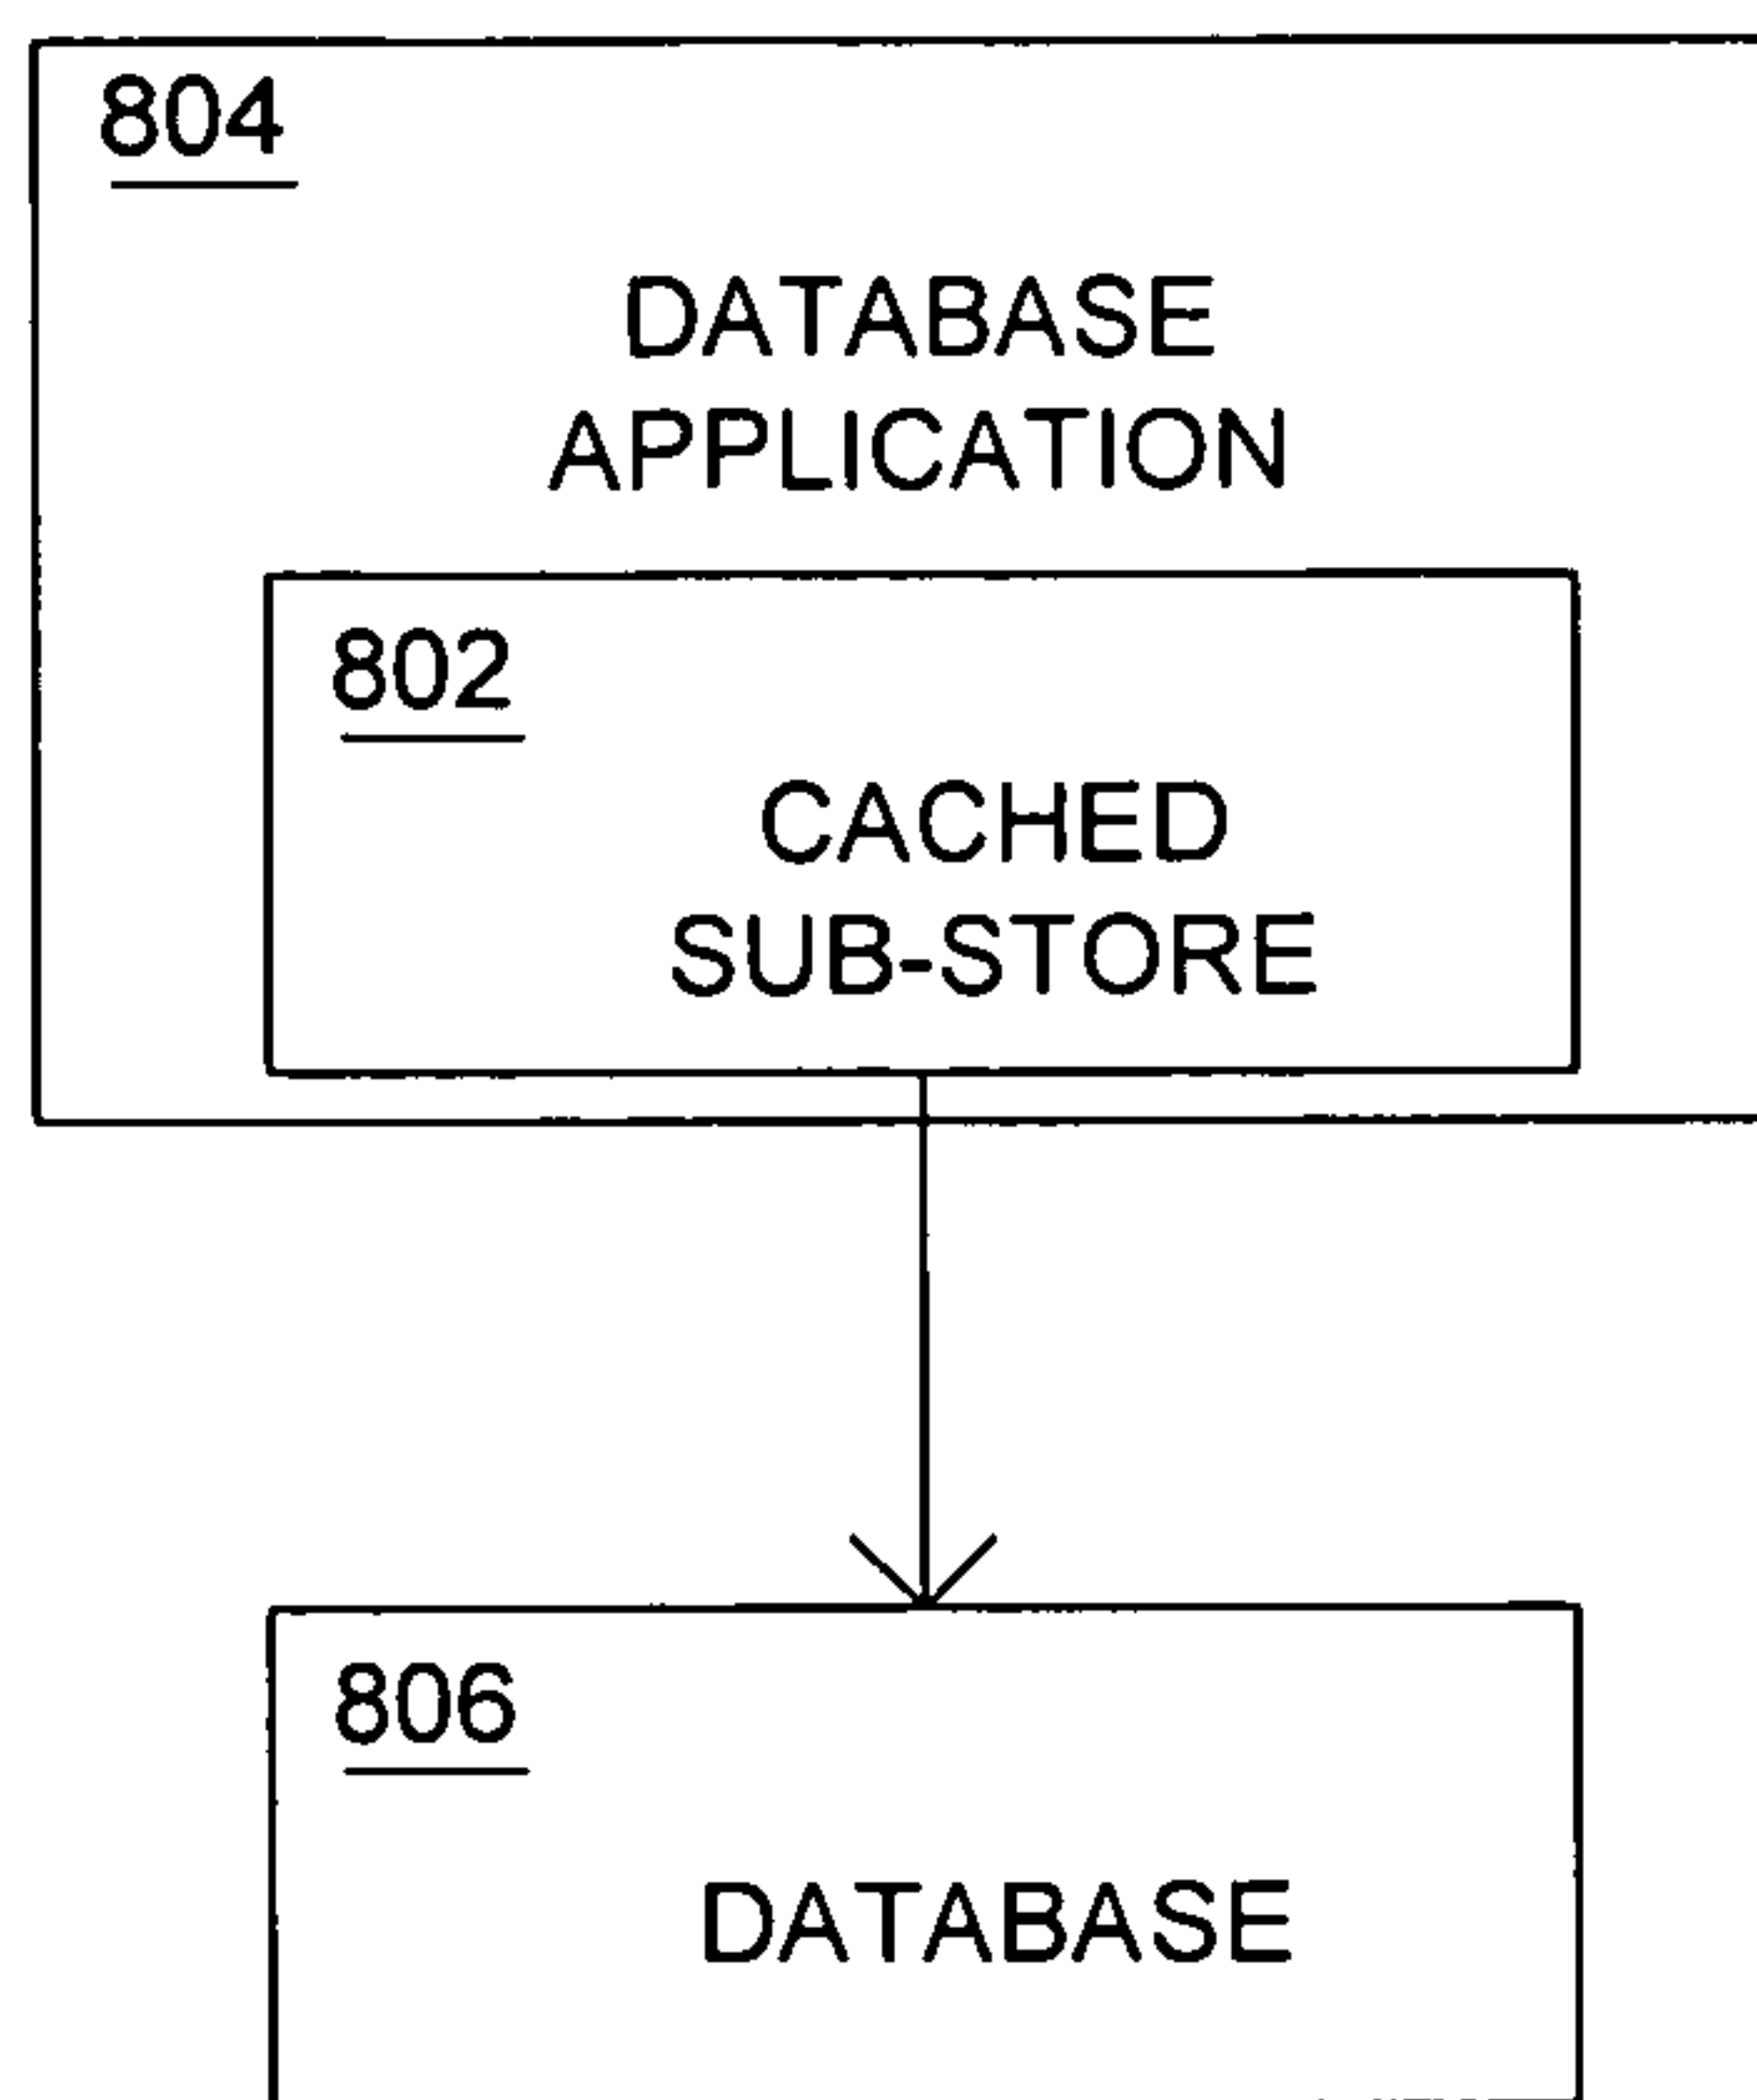 804
DATABASE
APPLICATION
802
CACHED
SUB-STORE
806
DATABASE